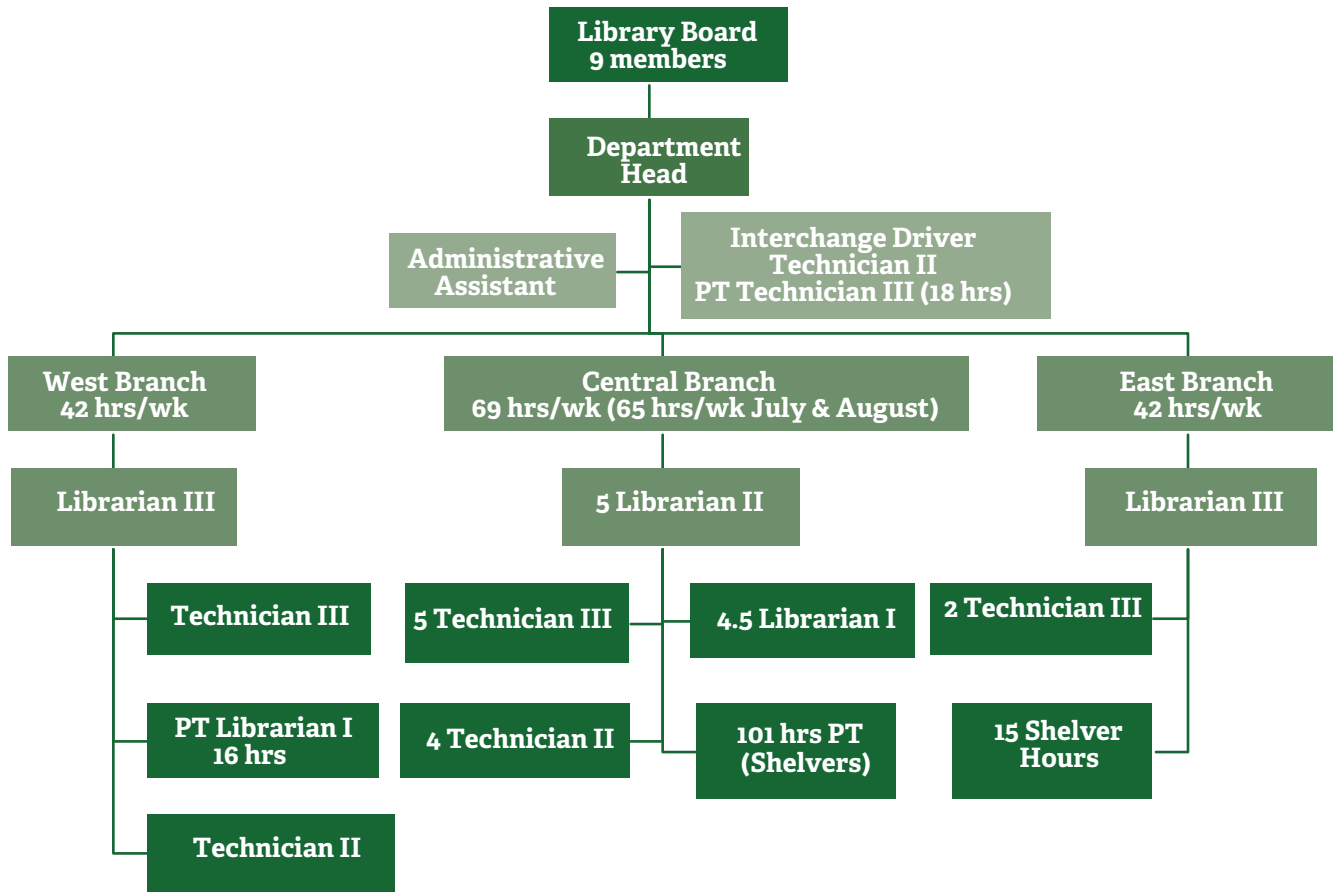 Library Board
9 members
Department
Head
Administrative
Assistant
Interchange Driver
Technician II
PT Technician III (18 hrs)
West Branch
42 hrs/wk
Central Branch
69 hrs/wk (65 hrs/wk July & August)
East Branch
42 hrs/wk
Librarian III
5 Librarian II
Librarian III
Technician III
5 Technician III
4.5 Librarian I
2 Technician III
PT Librarian I
16 hrs
4 Technician II
101 hrs PT
(Shelvers)
15 Shelver
Hours
Technician II